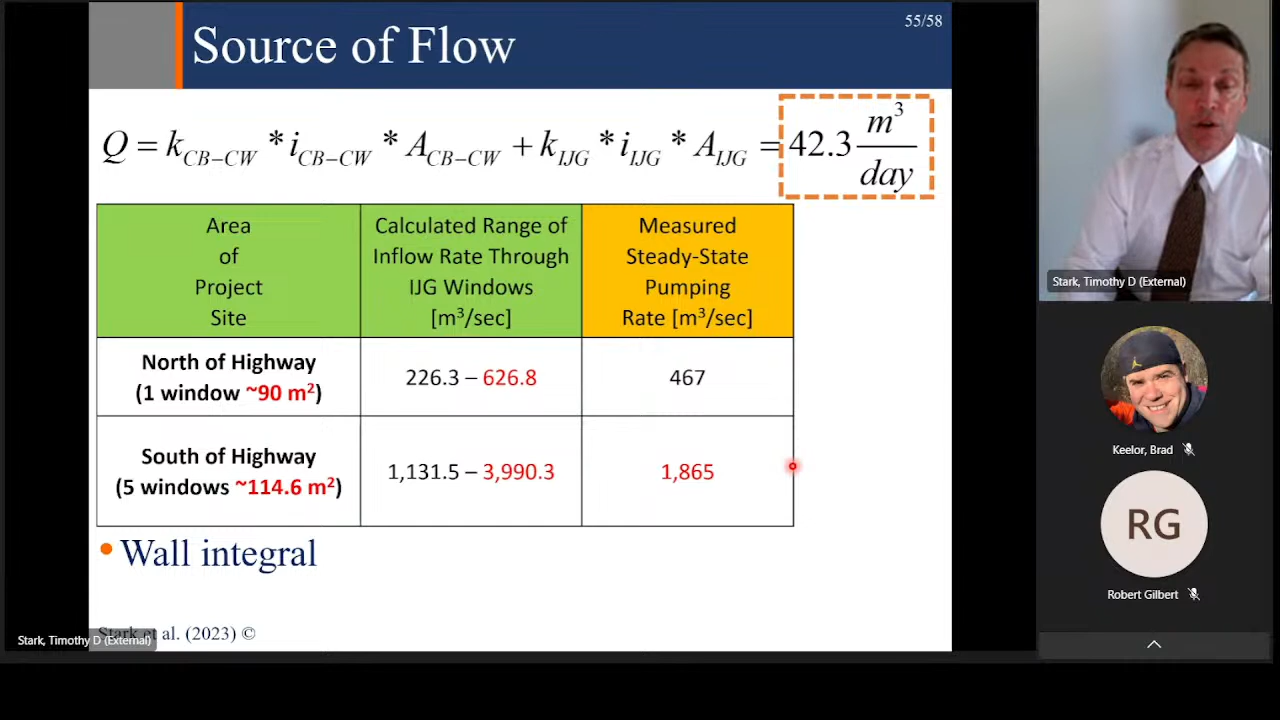 Source of Flow
55/58
Q = k_CB–CW * i_CB–CW * A_CB–CW + k_IJG * i_IJG * A_IJG = 42.3 m³/day
Area
of
Project
Site
Calculated Range of
Inflow Rate Through
IJG Windows
[m³/sec]
Measured
Steady-State
Pumping
Rate [m³/sec]
North of Highway
(1 window ~90 m²)
226.3 – 626.8
467
South of Highway
(5 windows ~114.6 m²)
1,131.5 – 3,990.3
1,865
• Wall integral
Stark et al. (2023) ©
Stark, Timothy D (External)
Stark, Timothy D (External)
Keelor, Brad
RG
Robert Gilbert